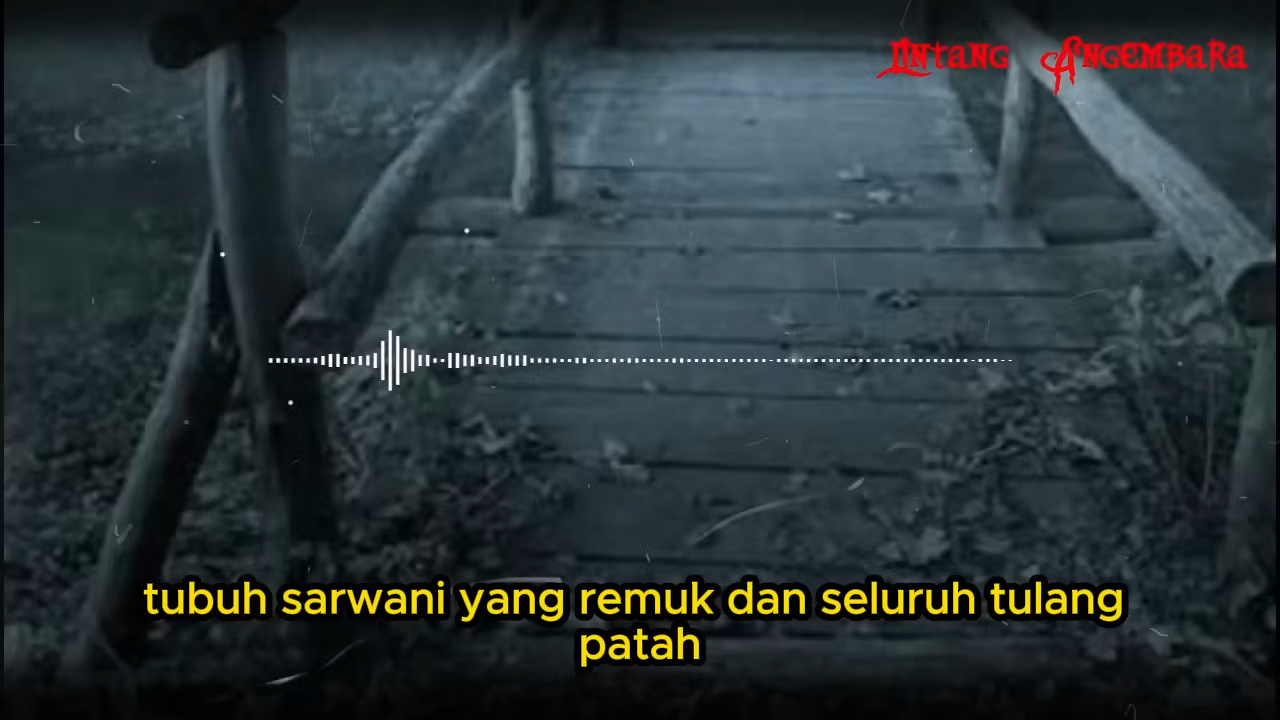 Lintang Angembara
tubuh sarwani yang remuk dan seluruh tulang
patah